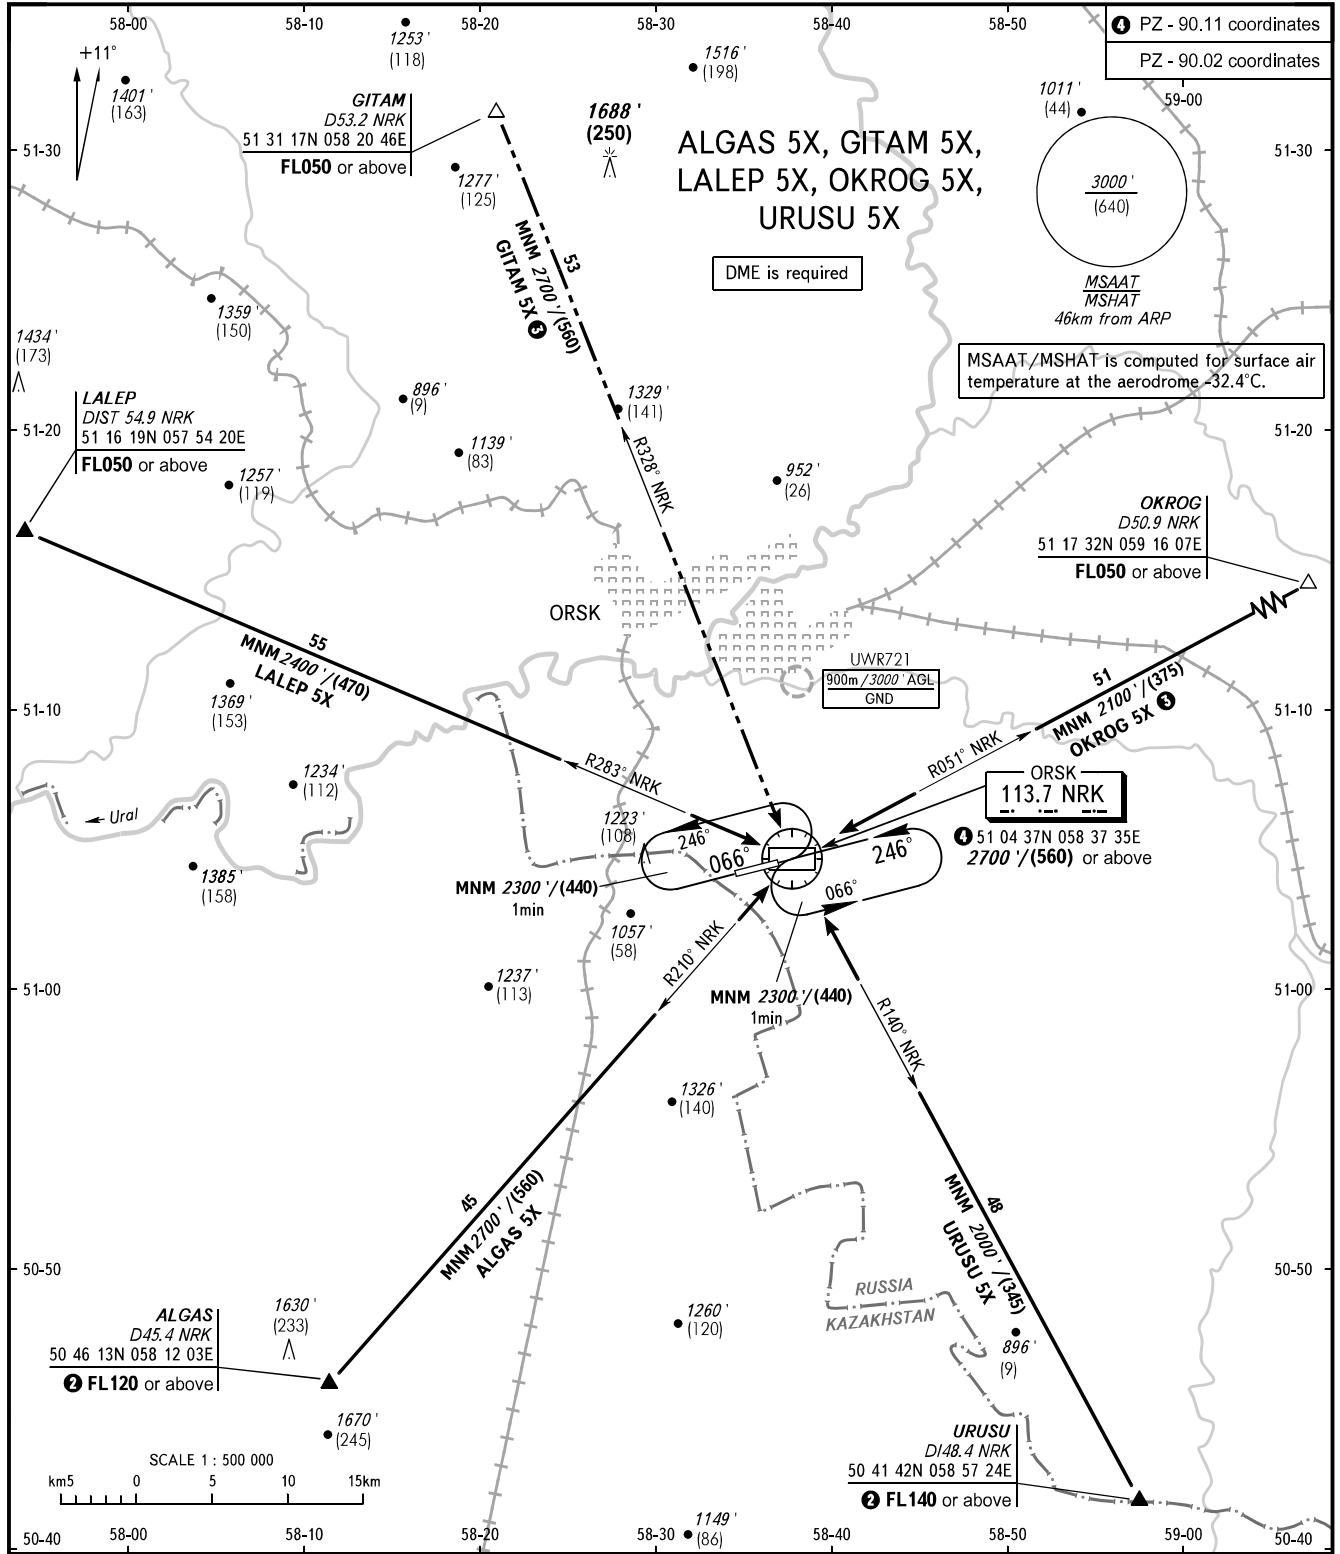 58-00
58-10
58-20
58-30
58-40
58-50
4 PZ - 90.11 coordinates
PZ - 90.02 coordinates
59-00
+11°
1401 '
(163)
1253 '
(118)
1516 '
(198)
1011 '
(44)
GITAM
D53.2 NRK
51 31 17N 058 20 46E
FL050 or above
1688 '
(250)
ALGAS 5X, GITAM 5X,
LALEP 5X, OKROG 5X,
URUSU 5X
DME is required
3000 '
(640)
MSAAT
MSHAT
46km from ARP
MSAAT/MSHAT is computed for surface air
temperature at the aerodrome -32.4°C.
51-30
51-30
1277 '
(125)
53
MNM 2700 '/(560)
GITAM 5X 3
1359 '
(150)
1434 '
(173)
LALEP
DIST 54.9 NRK
51 16 19N 057 54 20E
FL050 or above
896 '
(9)
1329 '
(141)
51-20
51-20
1139 '
(83)
1257 '
(119)
R328° NRK
952 '
(26)
OKROG
D50.9 NRK
51 17 32N 059 16 07E
FL050 or above
ORSK
55
MNM 2400 '/(470)
LALEP 5X
UWR721
900m / 3000 ' AGL
GND
51
MNM 2100 '/(375)
OKROG 5X 3
1369 '
(153)
51-10
51-10
R283° NRK
R051° NRK
ORSK
113.7 NRK
4 51 04 37N 058 37 35E
2700 '/(560) or above
1234 '
(112)
Ural
1223 '
(108)
246°
066°
246°
066°
1385 '
(158)
MNM 2300 '/(440)
1min
1057 '
(58)
R210° NRK
1237 '
(113)
51-00
51-00
MNM 2300 '/(440)
1min
R140° NRK
1326 '
(140)
45
MNM 2700 '/(560)
ALGAS 5X
48
MNM 2000 '/(345)
URUSU 5X
50-50
50-50
RUSSIA
KAZAKHSTAN
ALGAS
D45.4 NRK
50 46 13N 058 12 03E
2 FL120 or above
1630 '
(233)
1260 '
(120)
896 '
(9)
1670 '
(245)
URUSU
DI48.4 NRK
50 41 42N 058 57 24E
2 FL140 or above
SCALE 1 : 500 000
km5 0 5 10 15km
1149 '
(86)
50-40
58-00
58-10
58-20
58-30
58-40
58-50
59-00
50-40